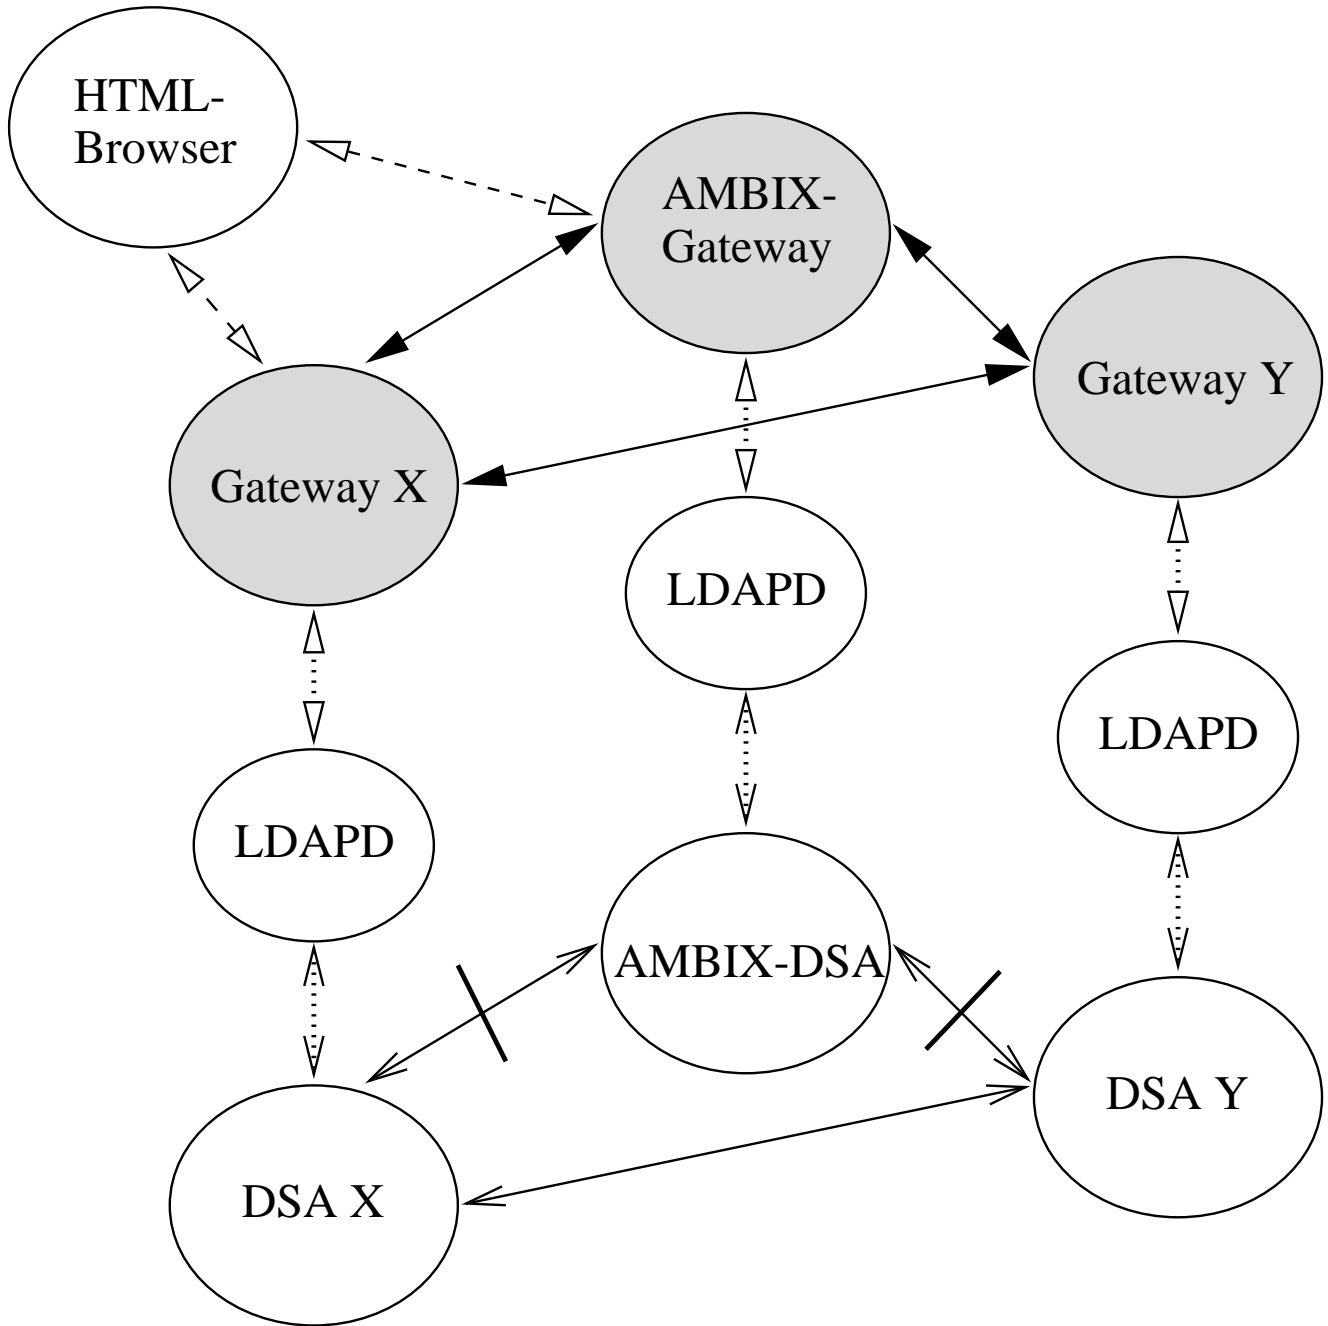 HTML-
Browser
AMBIX-
Gateway
Gateway Y
Gateway X
LDAPD
LDAPD
LDAPD
AMBIX-DSA
DSA Y
DSA X